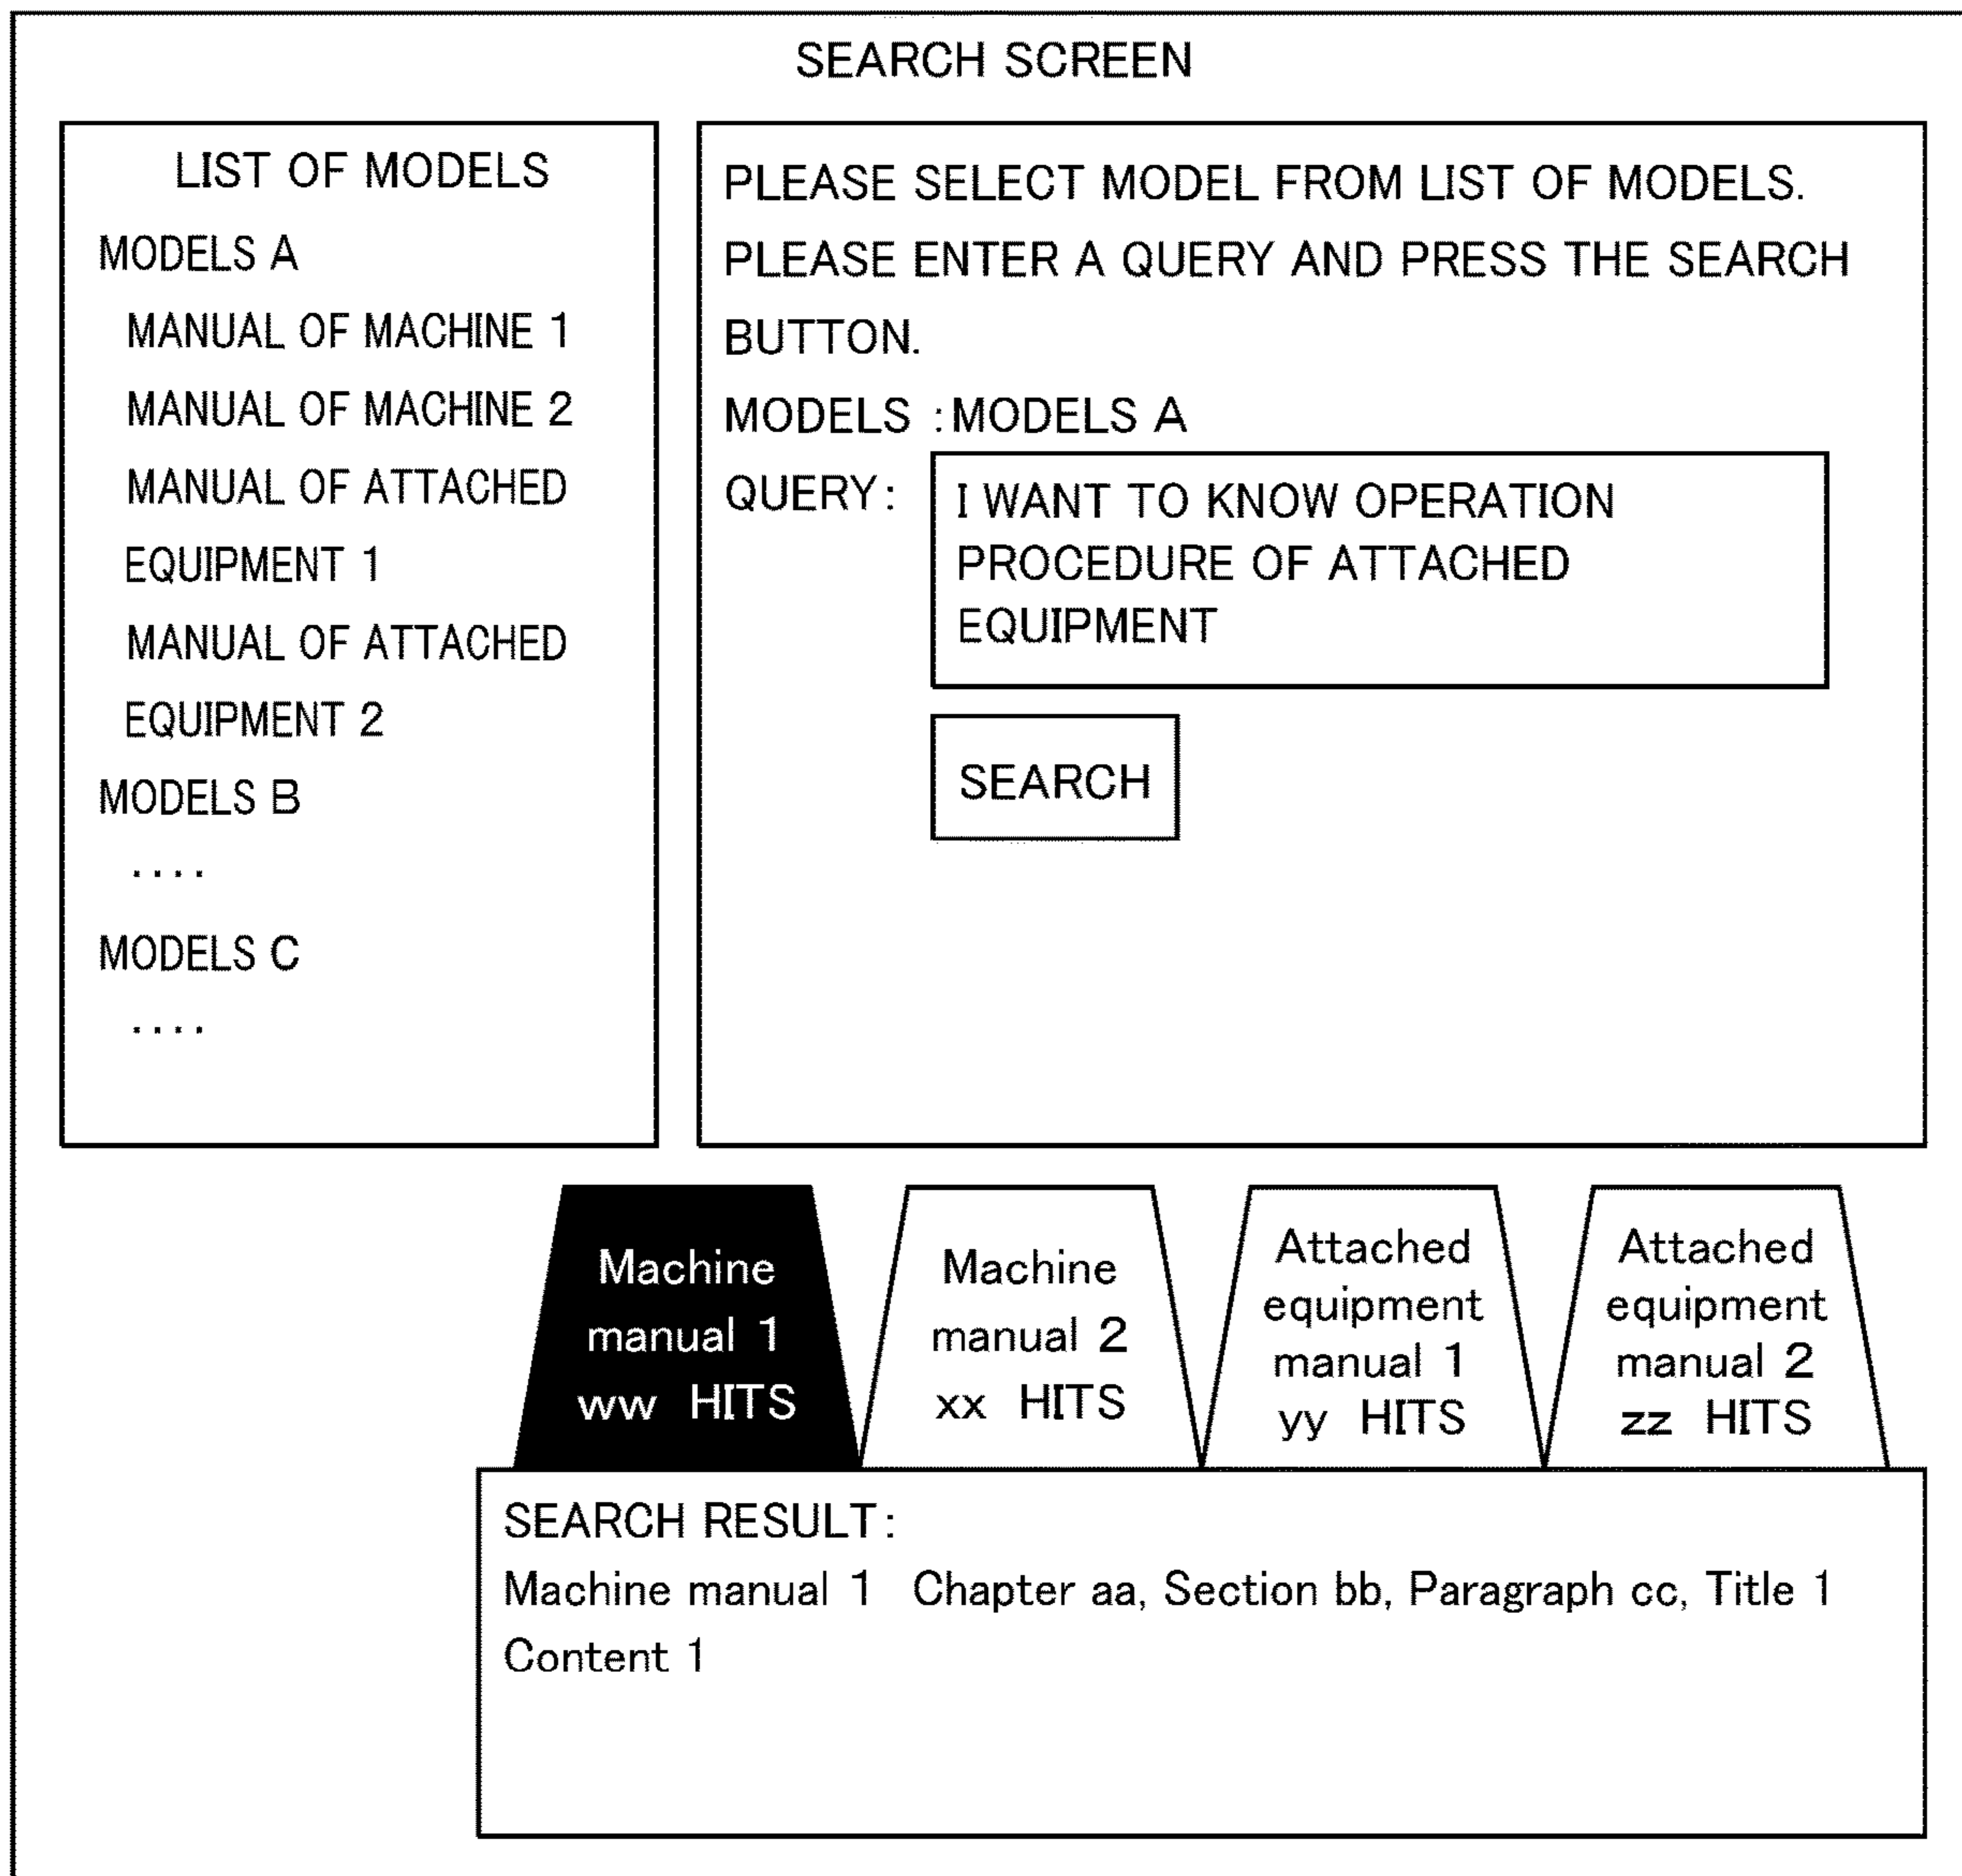 SEARCH SCREEN
LIST OF MODELS
MODELS A
MANUAL OF MACHINE 1
MANUAL OF MACHINE 2
MANUAL OF ATTACHED
EQUIPMENT 1
MANUAL OF ATTACHED
EQUIPMENT 2
MODELS B
....
MODELS C
....
PLEASE SELECT MODEL FROM LIST OF MODELS.
PLEASE ENTER A QUERY AND PRESS THE SEARCH
BUTTON.
MODELS :MODELS A
QUERY:
I WANT TO KNOW OPERATION
PROCEDURE OF ATTACHED
EQUIPMENT
SEARCH
Machine
manual 1
ww HITS
Machine
manual 2
xx HITS
Attached
equipment
manual 1
yy HITS
Attached
equipment
manual 2
zz HITS
SEARCH RESULT:
Machine manual 1 Chapter aa, Section bb, Paragraph cc, Title 1
Content 1